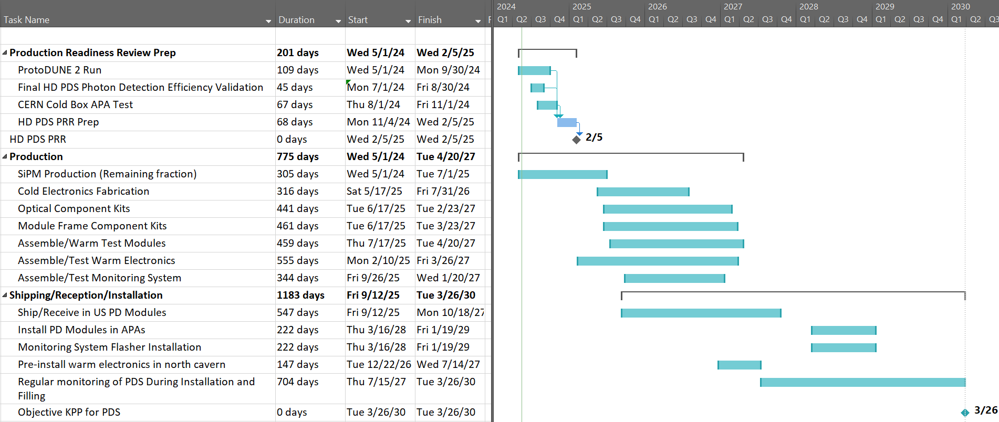 2024 2025 2026 2027 2028 2029 2030
Task Name Duration Start Finish Q1 Q2 Q3 Q4 Q1 Q2 Q3 Q4 Q1 Q2 Q3 Q4 Q1 Q2 Q3 Q4 Q1 Q2 Q3 Q4 Q1 Q2 Q3 Q4 Q1 Q2 Q3
Production Readiness Review Prep 201 days Wed 5/1/24 Wed 2/5/25
ProtoDUNE 2 Run 109 days Wed 5/1/24 Mon 9/30/24
Final HD PDS Photon Detection Efficiency Validation 45 days Mon 7/1/24 Fri 8/30/24
CERN Cold Box APA Test 67 days Thu 8/1/24 Fri 11/1/24
HD PDS PRR Prep 68 days Mon 11/4/24 Wed 2/5/25
HD PDS PRR 0 days Wed 2/5/25 Wed 2/5/25 2/5
Production 775 days Wed 5/1/24 Tue 4/20/27
SiPM Production (Remaining fraction) 305 days Wed 5/1/24 Tue 7/1/25
Cold Electronics Fabrication 316 days Sat 5/17/25 Fri 7/31/26
Optical Component Kits 441 days Tue 6/17/25 Tue 2/23/27
Module Frame Component Kits 461 days Tue 6/17/25 Tue 3/23/27
Assemble/Warm Test Modules 459 days Thu 7/17/25 Tue 4/20/27
Assemble/Test Warm Electronics 555 days Mon 2/10/25 Fri 3/26/27
Assemble/Test Monitoring System 344 days Fri 9/26/25 Wed 1/20/27
Shipping/Reception/Installation 1183 days Fri 9/12/25 Tue 3/26/30
Ship/Receive in US PD Modules 547 days Fri 9/12/25 Mon 10/18/27
Install PD Modules in APAs 222 days Thu 3/16/28 Fri 1/19/29
Monitoring System Flasher Installation 222 days Thu 3/16/28 Fri 1/19/29
Pre-install warm electronics in north cavern 147 days Tue 12/22/26 Wed 7/14/27
Regular monitoring of PDS During Installation and 704 days Thu 7/15/27 Tue 3/26/30
Filling
Objective KPP for PDS 0 days Tue 3/26/30 Tue 3/26/30 3/26